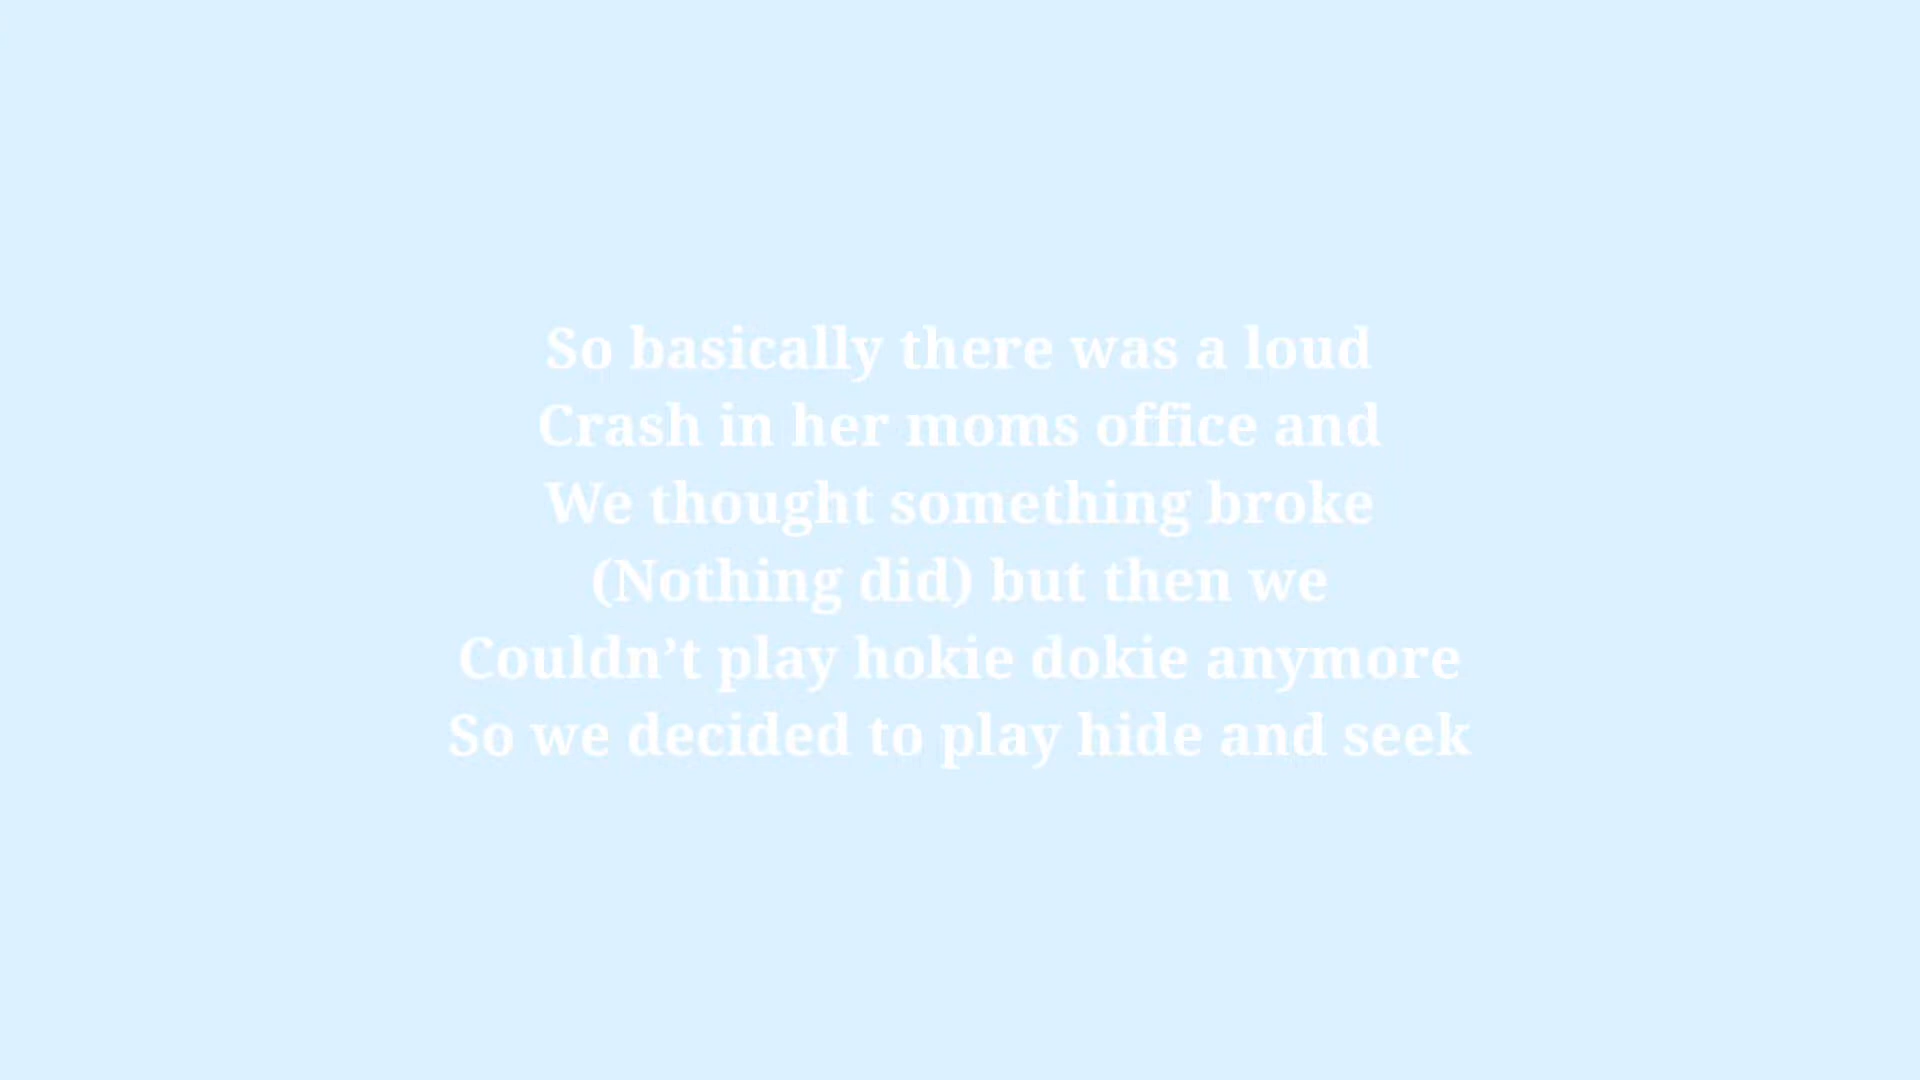 So basically there was a loud
Crash in her moms office and
We thought something broke
(Nothing did) but then we
Couldn’t play hokie dokie anymore
So we decided to play hide and seek